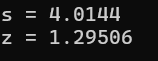 s = 4.0144
z = 1.29506